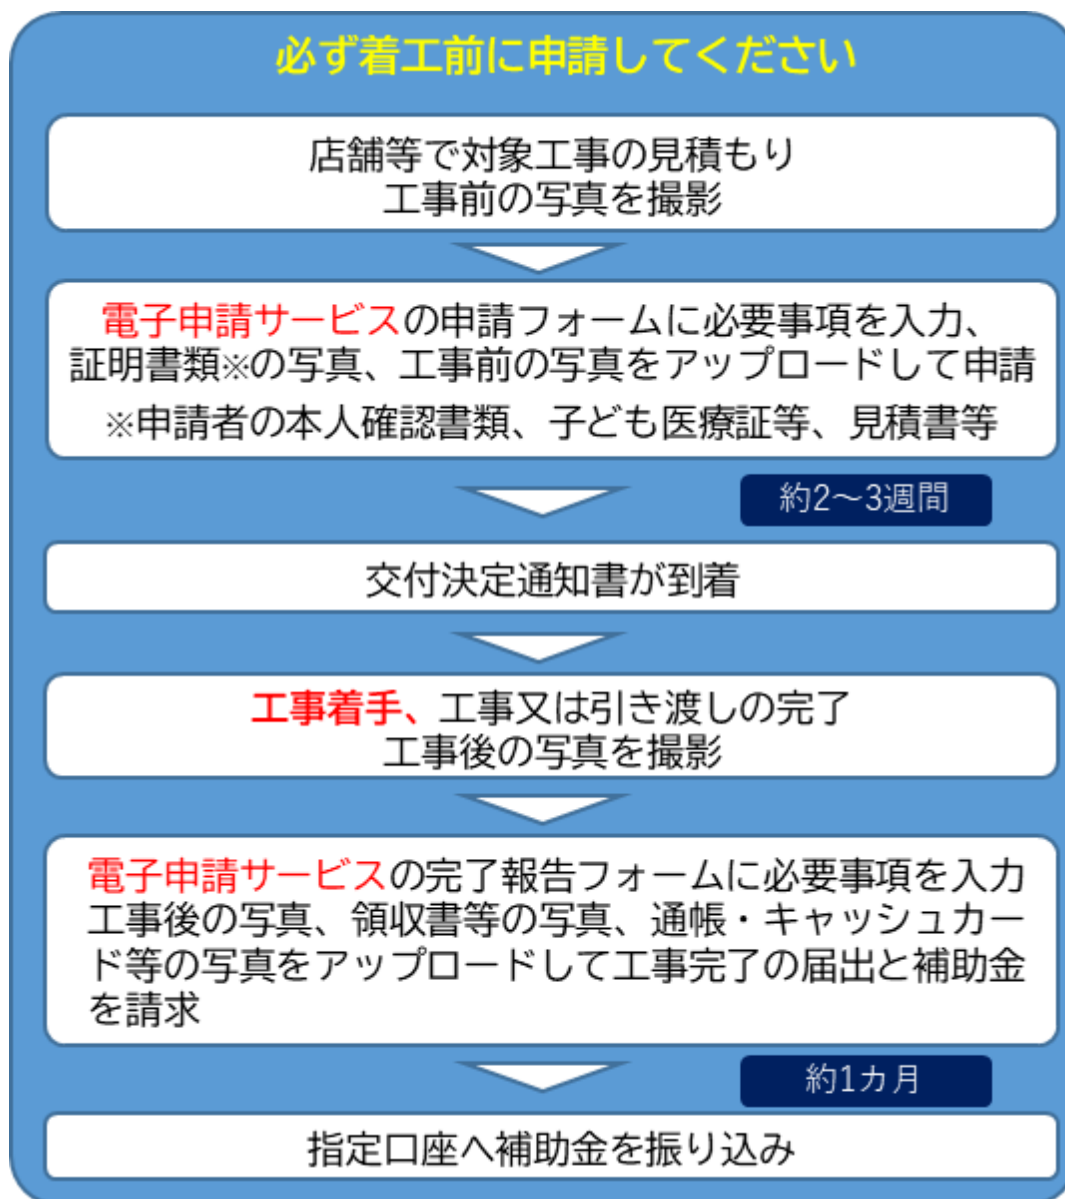 必ず着工前に申請してください
店舗等で対象工事の見積もり
工事前の写真を撮影
電子申請サービスの申請フォームに必要事項を入力、
証明書類※の写真、工事前の写真をアップロードして申請
※申請者の本人確認書類、子ども医療証等、見積書等
約2～3週間
交付決定通知書が到着
工事着手、工事又は引き渡しの完了
工事後の写真を撮影
電子申請サービスの完了報告フォームに必要事項を入力
工事後の写真、領収書等の写真、通帳・キャッシュカー
ド等の写真をアップロードして工事完了の届出と補助金
を請求
約1カ月
指定口座へ補助金を振り込み